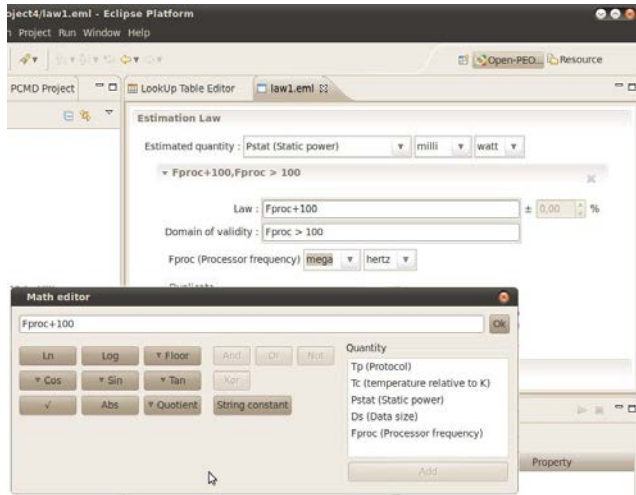 oject4/law1.eml - Eclipse Platform
n Project Run Window Help
Open-PEO... Resource
PCMD Project LookUp Table Editor law1.eml
Estimation Law
Estimated quantity : Pstat (Static power) milli watt
Fproc+100,Fproc > 100
Law : Fproc+100 ± 0,00 %
Domain of validity : Fproc > 100
Fproc (Processor frequency) mega hertz
Duplicate
Math editor
Fproc+100 Ok
Ln Log Floor And Or Not Quantity
Tp (Protocol)
Cos Sin Tan Xor Tc (temperature relative to K)
Pstat (Static power)
√ Abs Quotient String constant Ds (Data size)
Fproc (Processor frequency)
Property
Add